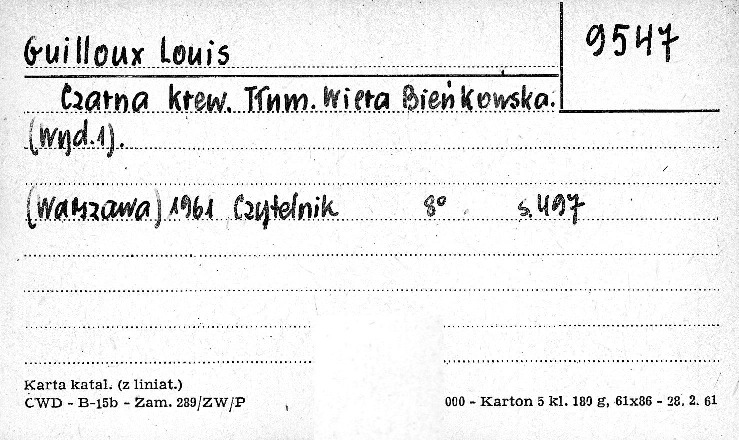 Guilloux Louis
9547
Czarna krew. Tłum. Wiera Bieńkowska.
(Wyd.1).
(Warszawa) 1961 Czytelnik 8° s.497
Karta katal. (z liniat.)
CWD - B-15b - Zam. 289/ZW/P
000 - Karton 5 kl. 180 g, 61x86 - 28. 2. 61